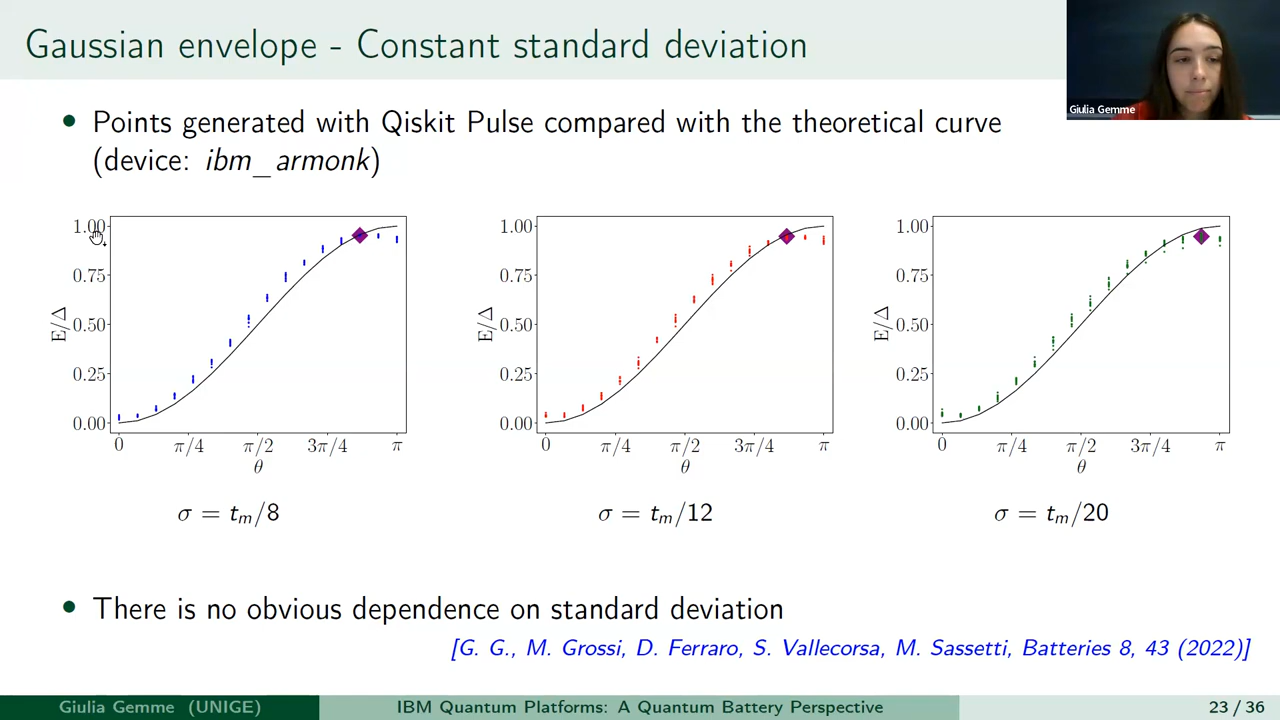 Gaussian envelope - Constant standard deviation
Giulia Gemme
• Points generated with Qiskit Pulse compared with the theoretical curve
(device: ibm_armonk)
1.00
0.75
0.50
0.25
0.00
E/Δ
0 π/4 π/2 3π/4 π
θ
σ = tₘ/8
1.00
0.75
0.50
0.25
0.00
E/Δ
0 π/4 π/2 3π/4 π
θ
σ = tₘ/12
1.00
0.75
0.50
0.25
0.00
E/Δ
0 π/4 π/2 3π/4 π
θ
σ = tₘ/20
• There is no obvious dependence on standard deviation
[G. G., M. Grossi, D. Ferraro, S. Vallecorsa, M. Sassetti, Batteries 8, 43 (2022)]
Giulia Gemme (UNIGE) IBM Quantum Platforms: A Quantum Battery Perspective 23 / 36